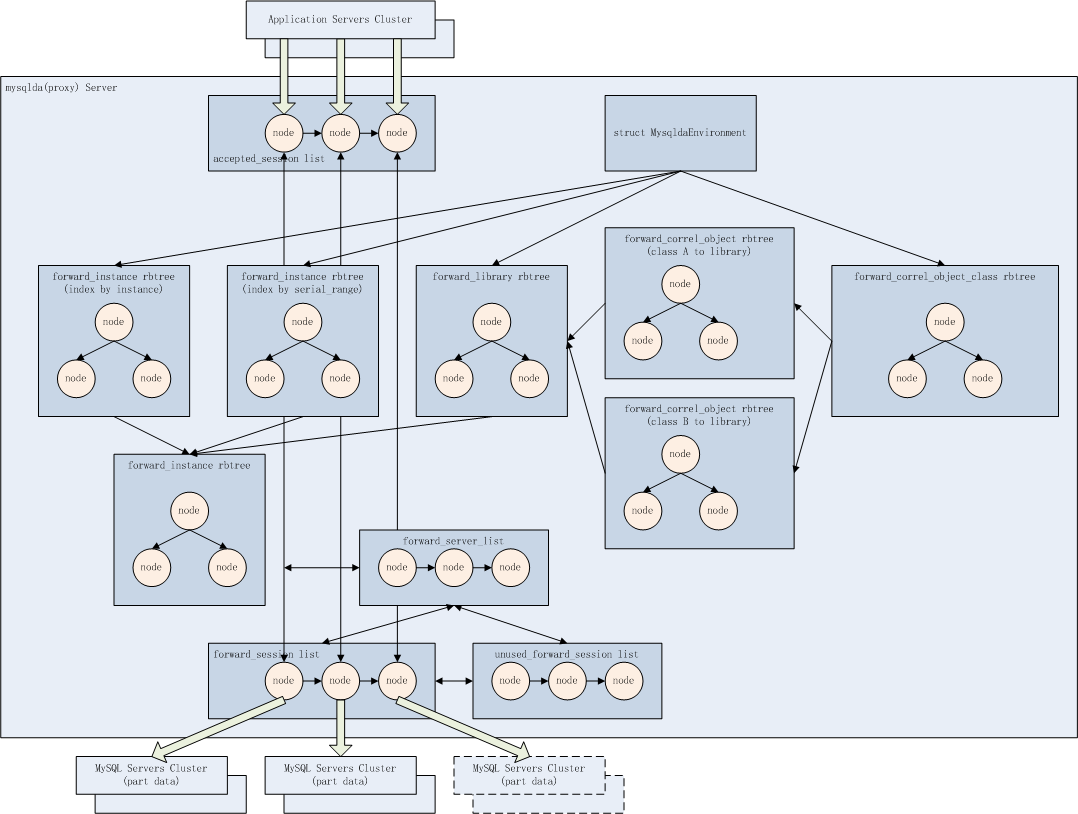 Application Servers Cluster
mysqlda(proxy) Server
node
node
node
accepted_session list
struct MysqldaEnvironment
forward_instance rbtree
(index by instance)
node
node
node
forward_instance rbtree
(index by serial_range)
node
node
node
forward_library rbtree
node
node
node
forward_correl_object rbtree
(class A to library)
node
node
node
forward_correl_object_class rbtree
node
node
node
forward_correl_object rbtree
(class B to library)
node
node
node
forward_instance rbtree
node
node
node
forward_server_list
node
node
node
forward_session list
node
node
node
unused_forward_session list
node
node
node
MySQL Servers Cluster
(part data)
MySQL Servers Cluster
(part data)
MySQL Servers Cluster
(part data)